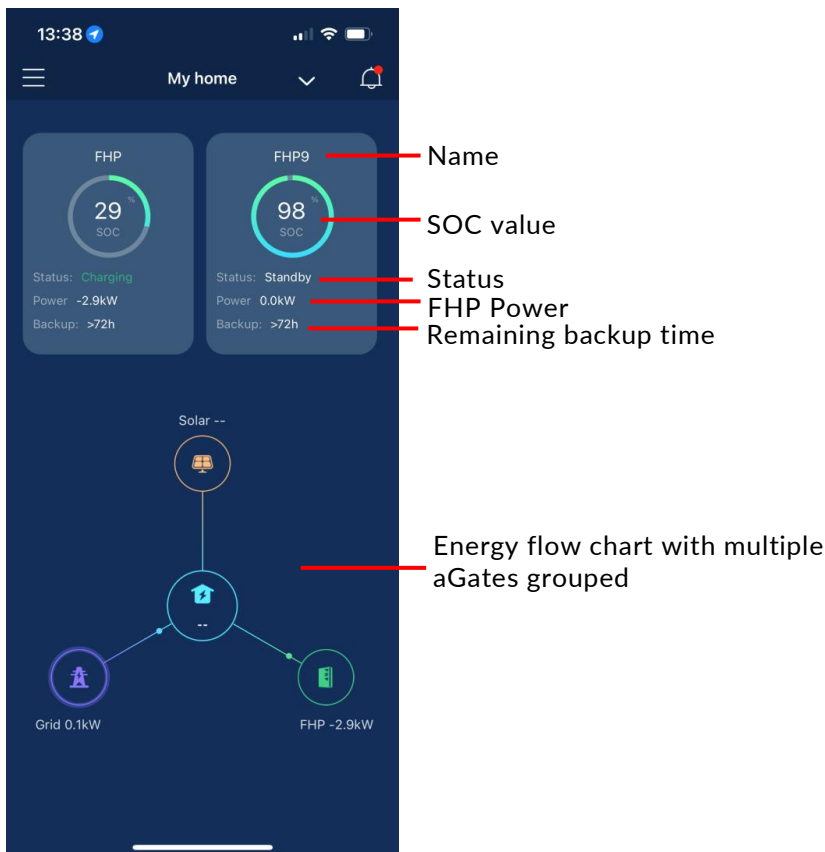 13:38
My home
FHP
29 %
SOC
Status: Charging
Power -2.9kW
Backup: >72h
FHP9
98 %
SOC
Status: Standby
Power 0.0kW
Backup: >72h
Name
SOC value
Status
FHP Power
Remaining backup time
Solar --
--
Grid 0.1kW
FHP -2.9kW
Energy flow chart with multiple
aGates grouped